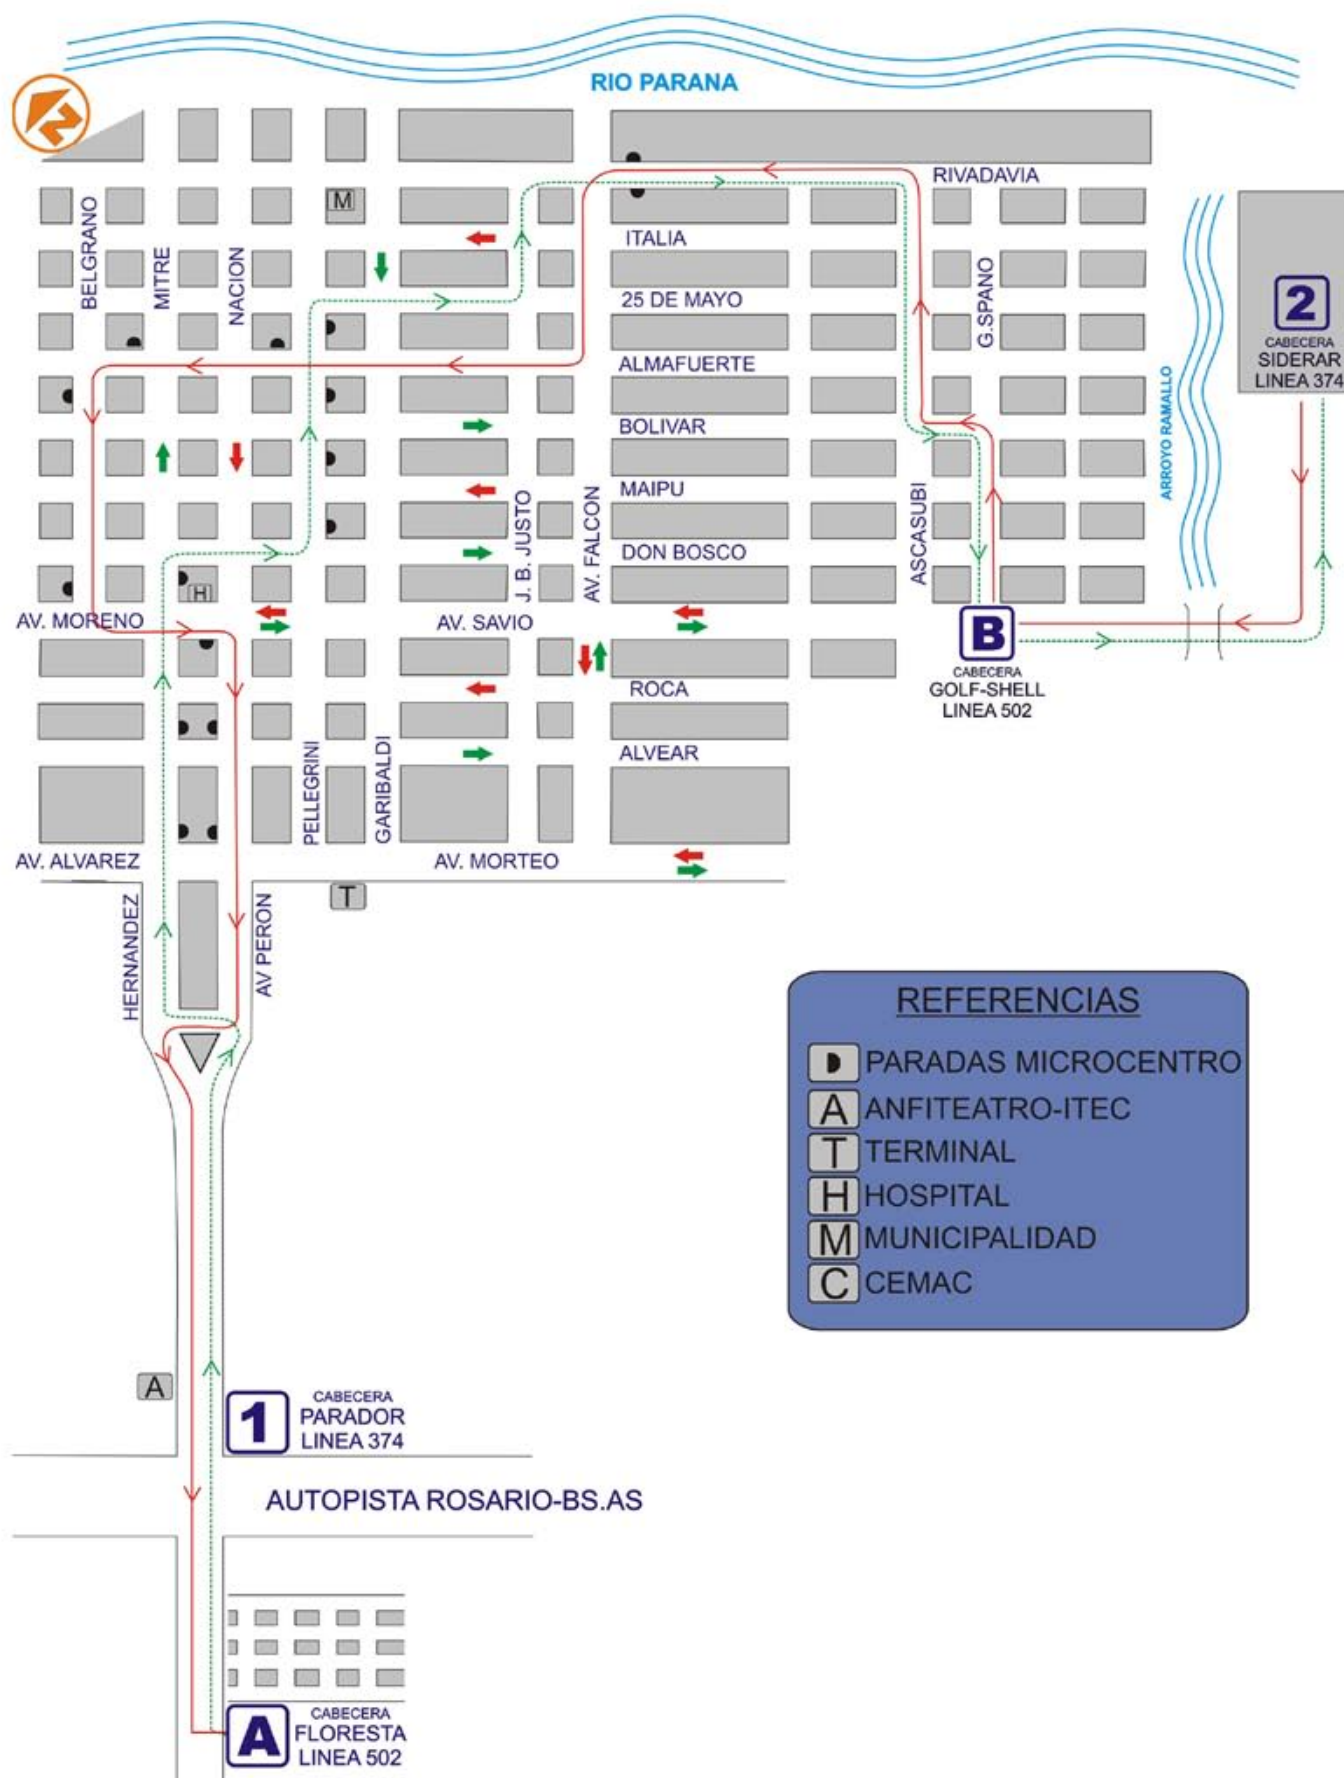 RIO PARANA
RIVADAVIA
M
BELGRANO
MITRE
NACION
ITALIA
25 DE MAYO
G.SPANO
2
CABECERA
SIDERAR
LINEA 374
ALMAFUERTE
BOLIVAR
ARROYO RAMALLO
MAIPU
J. B. JUSTO
AV. FALCON
ASCASUBI
DON BOSCO
H
AV. MORENO
AV. SAVIO
B
CABECERA
GOLF-SHELL
LINEA 502
ROCA
ALVEAR
PELLEGRINI
GARIBALDI
AV. ALVAREZ
AV. MORTEO
T
HERNANDEZ
AV PERON
REFERENCIAS
PARADAS MICROCENTRO
A ANFITEATRO-ITEC
T TERMINAL
H HOSPITAL
M MUNICIPALIDAD
C CEMAC
A
1
CABECERA
PARADOR
LINEA 374
AUTOPISTA ROSARIO-BS.AS
A
CABECERA
FLORESTA
LINEA 502